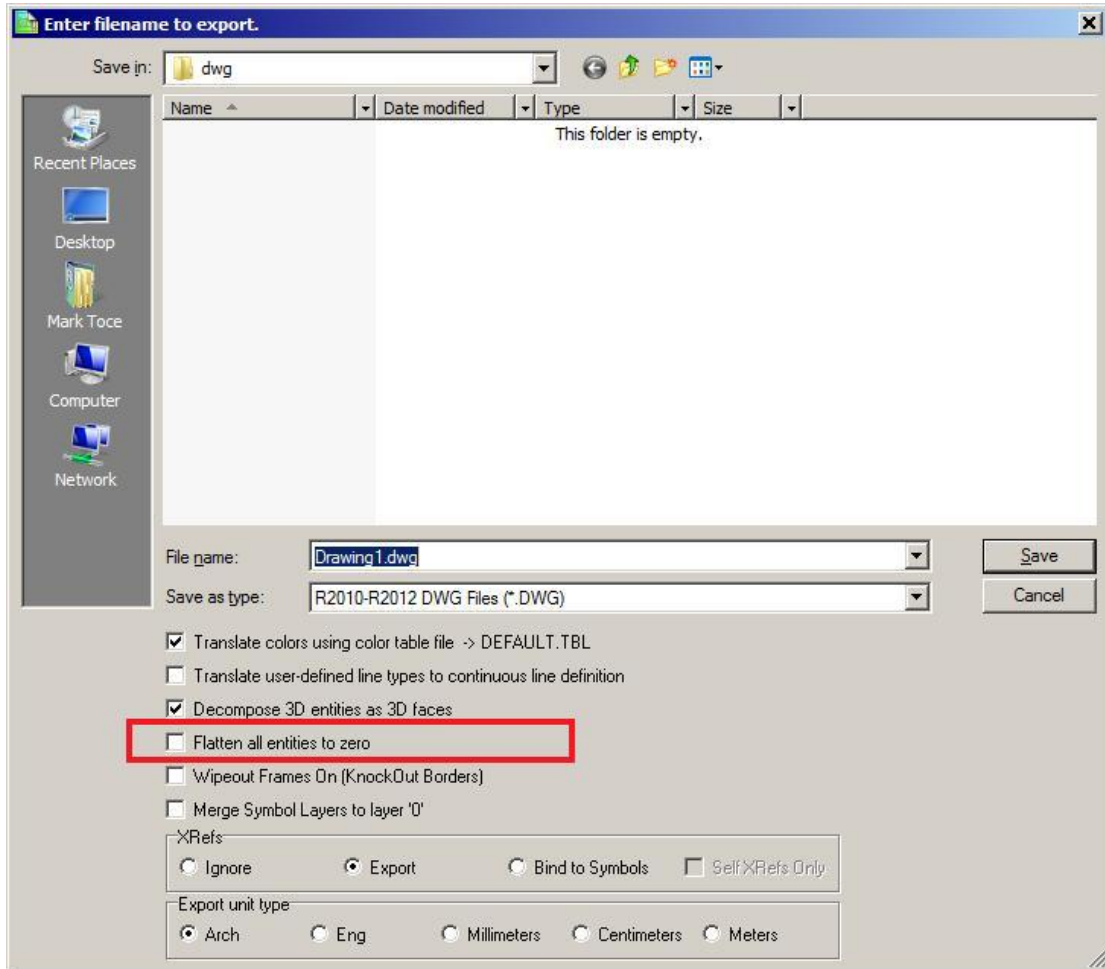 Enter filename to export.
Save in: dwg
Name Date modified Type Size
This folder is empty.
Recent Places
Desktop
Mark Toce
Computer
Network
File name: Drawing1.dwg Save
Save as type: R2010-R2012 DWG Files (*.DWG) Cancel
Translate colors using color table file -> DEFAULT.TBL
Translate user-defined line types to continuous line definition
Decompose 3D entities as 3D faces
Flatten all entities to zero
Wipeout Frames On (KnockOut Borders)
Merge Symbol Layers to layer '0'
XRefs
Ignore Export Bind to Symbols Self XRefs Only
Export unit type
Arch Eng Millimeters Centimeters Meters